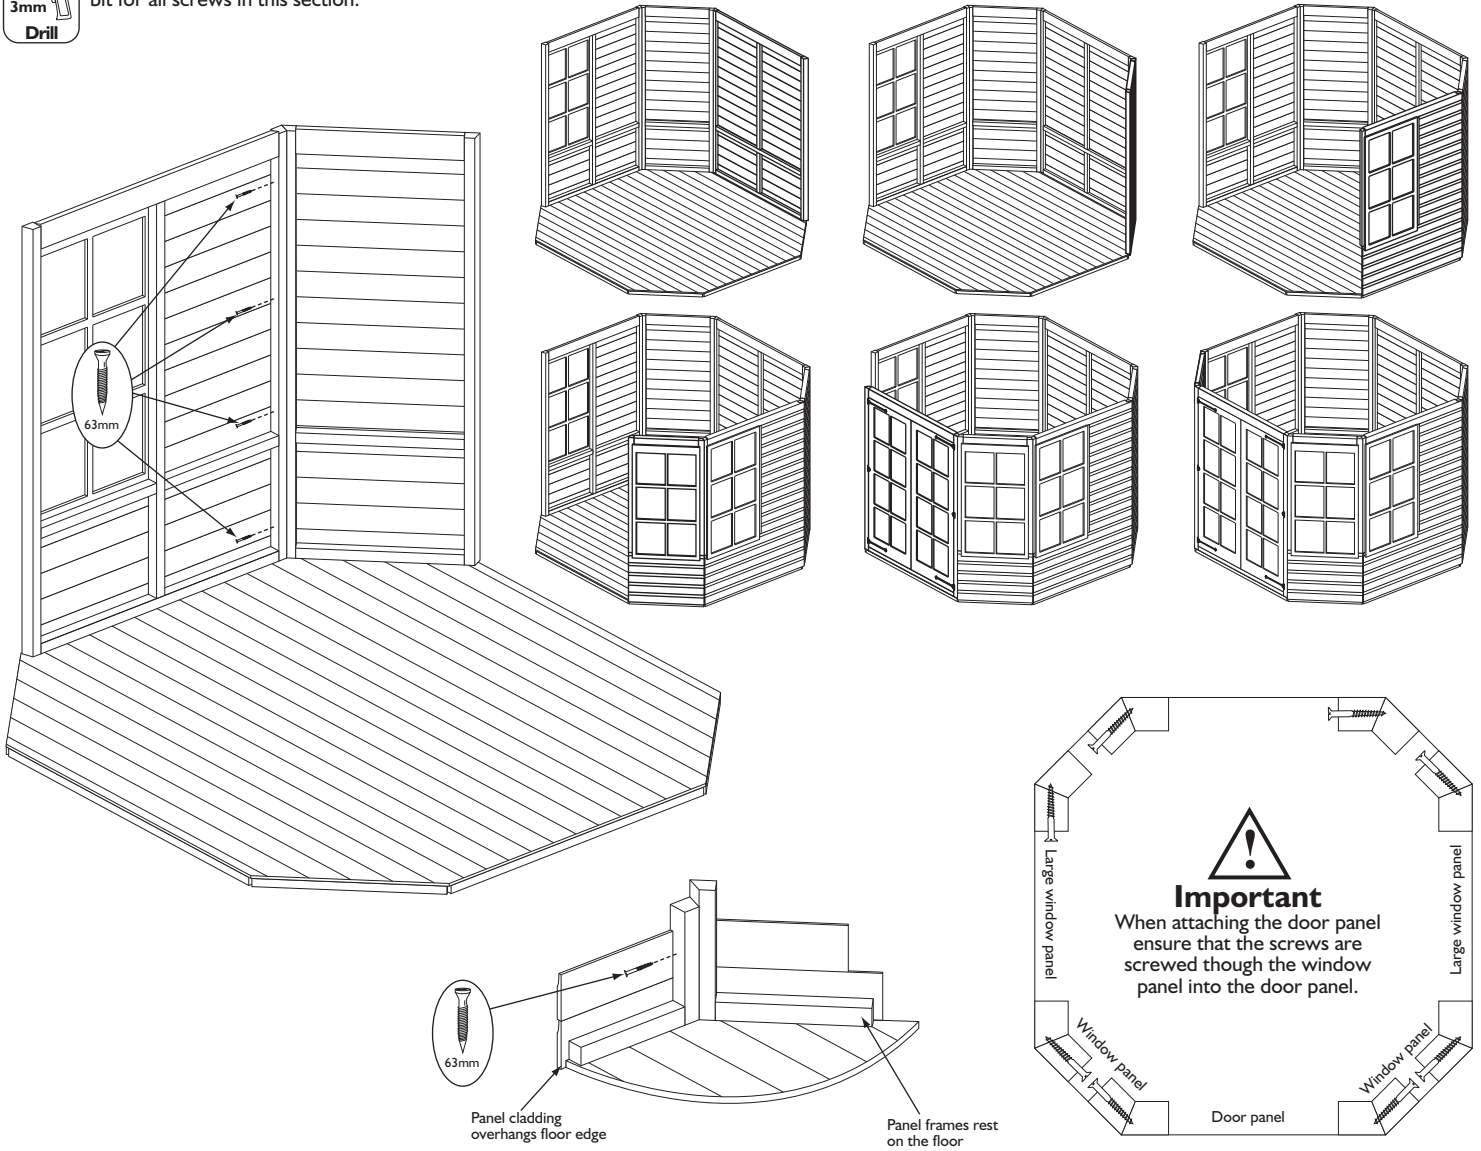 3mm
Drill
bit for all screws in this section.
63mm
63mm
Panel cladding
overhangs floor edge
Panel frames rest
on the floor
Large window panel
Large window panel
Important
When attaching the door panel
ensure that the screws are
screwed though the window
panel into the door panel.
Window panel
Window panel
Door panel